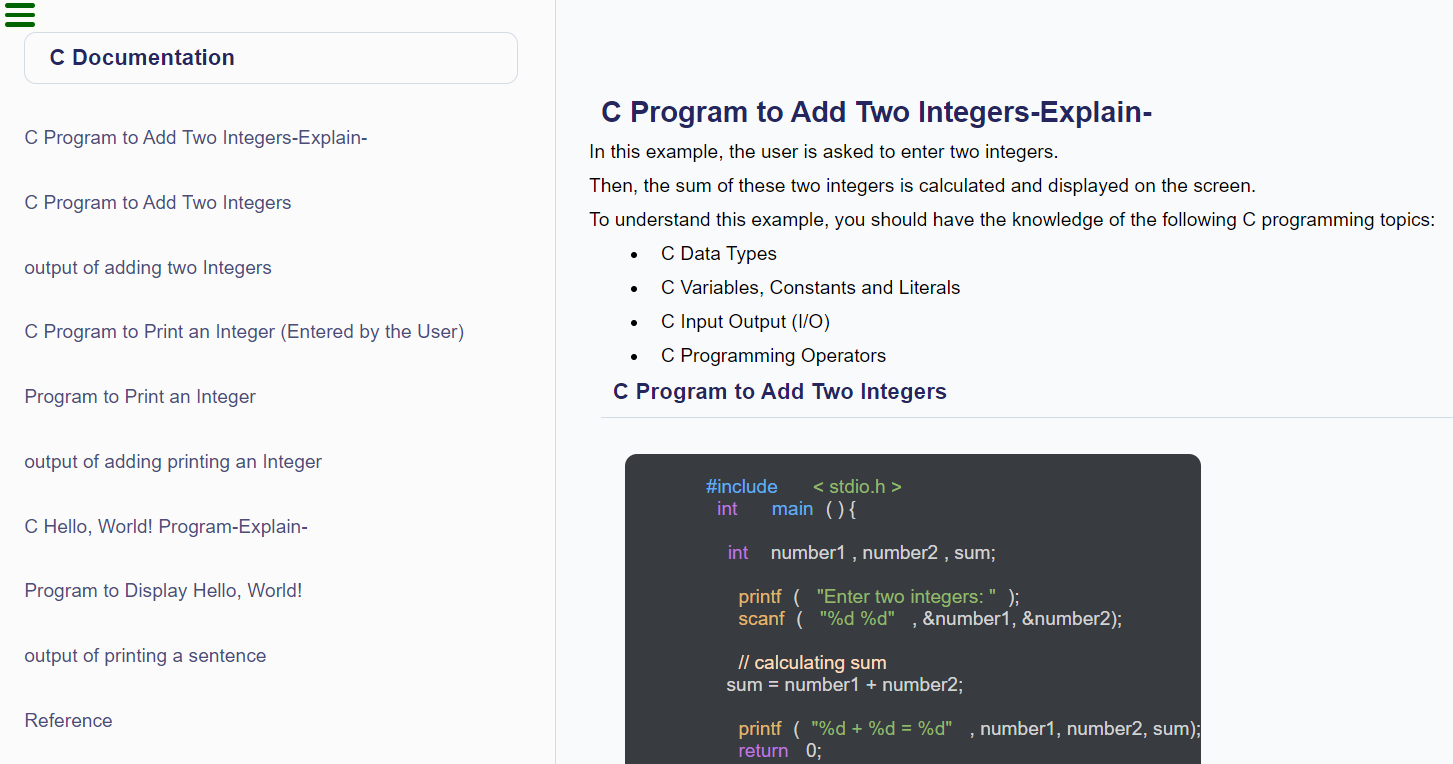 C Documentation
C Program to Add Two Integers-Explain-
C Program to Add Two Integers
output of adding two Integers
C Program to Print an Integer (Entered by the User)
Program to Print an Integer
output of adding printing an Integer
C Hello, World! Program-Explain-
Program to Display Hello, World!
output of printing a sentence
Reference
C Program to Add Two Integers-Explain-
In this example, the user is asked to enter two integers.
Then, the sum of these two integers is calculated and displayed on the screen.
To understand this example, you should have the knowledge of the following C programming topics:
• C Data Types
• C Variables, Constants and Literals
• C Input Output (I/O)
• C Programming Operators
C Program to Add Two Integers
#include < stdio.h >
int main ( ) {
int number1 , number2 , sum;
printf ( "Enter two integers: " );
scanf ( "%d %d" , &number1, &number2);
// calculating sum
sum = number1 + number2;
printf ( "%d + %d = %d" , number1, number2, sum);
return 0;